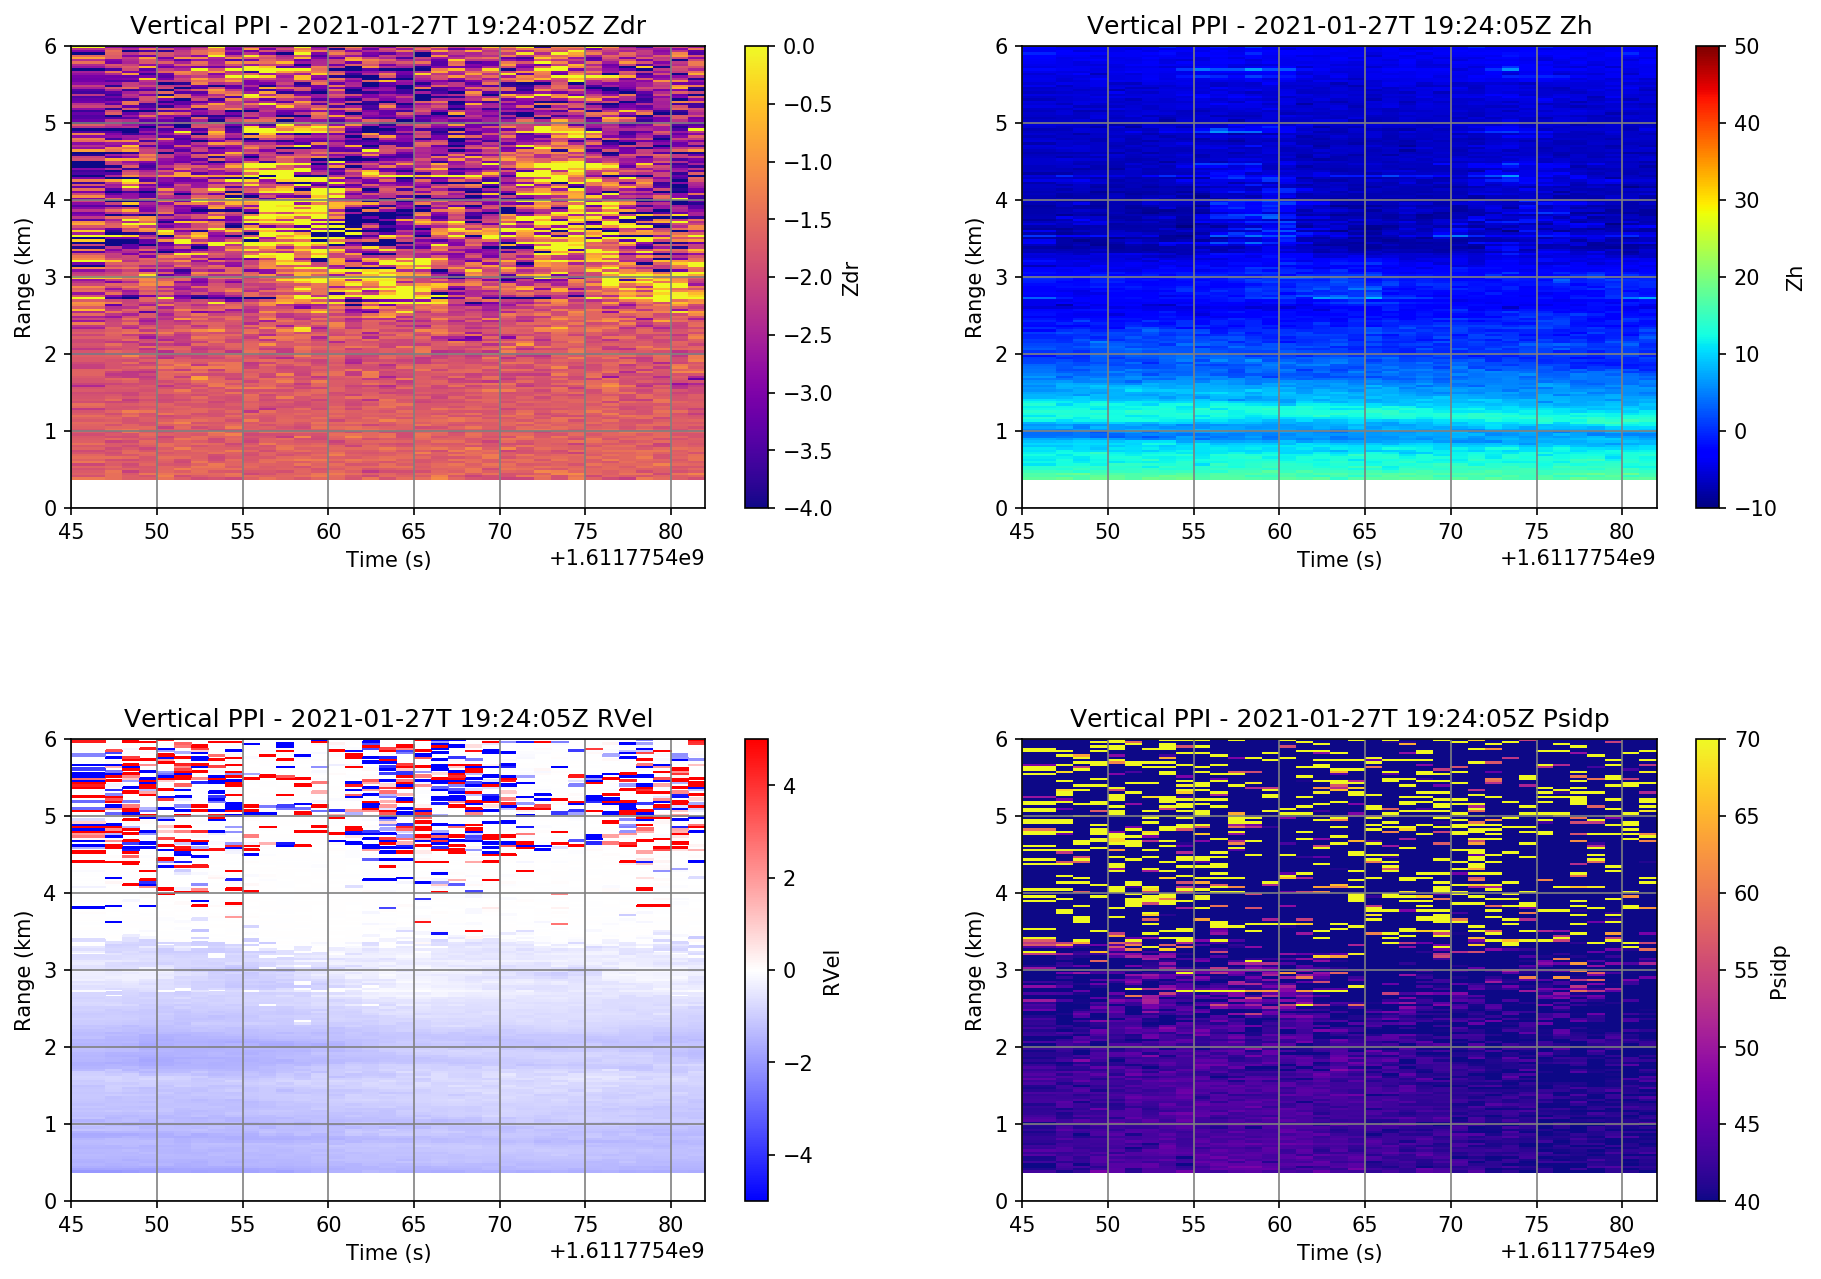 Vertical PPI - 2021-01-27T 19:24:05Z Zdr
6
5
4
3
2
1
0
Range (km)
45 50 55 60 65 70 75 80
Time (s)
+1.6117754e9
0.0
−0.5
−1.0
−1.5
−2.0
−2.5
−3.0
−3.5
−4.0
Zdr
Vertical PPI - 2021-01-27T 19:24:05Z Zh
6
5
4
3
2
1
0
Range (km)
45 50 55 60 65 70 75 80
Time (s)
+1.6117754e9
50
40
30
20
10
0
−10
Zh
Vertical PPI - 2021-01-27T 19:24:05Z RVel
6
5
4
3
2
1
0
Range (km)
45 50 55 60 65 70 75 80
Time (s)
+1.6117754e9
4
2
0
−2
−4
RVel
Vertical PPI - 2021-01-27T 19:24:05Z Psidp
6
5
4
3
2
1
0
Range (km)
45 50 55 60 65 70 75 80
Time (s)
+1.6117754e9
70
65
60
55
50
45
40
Psidp